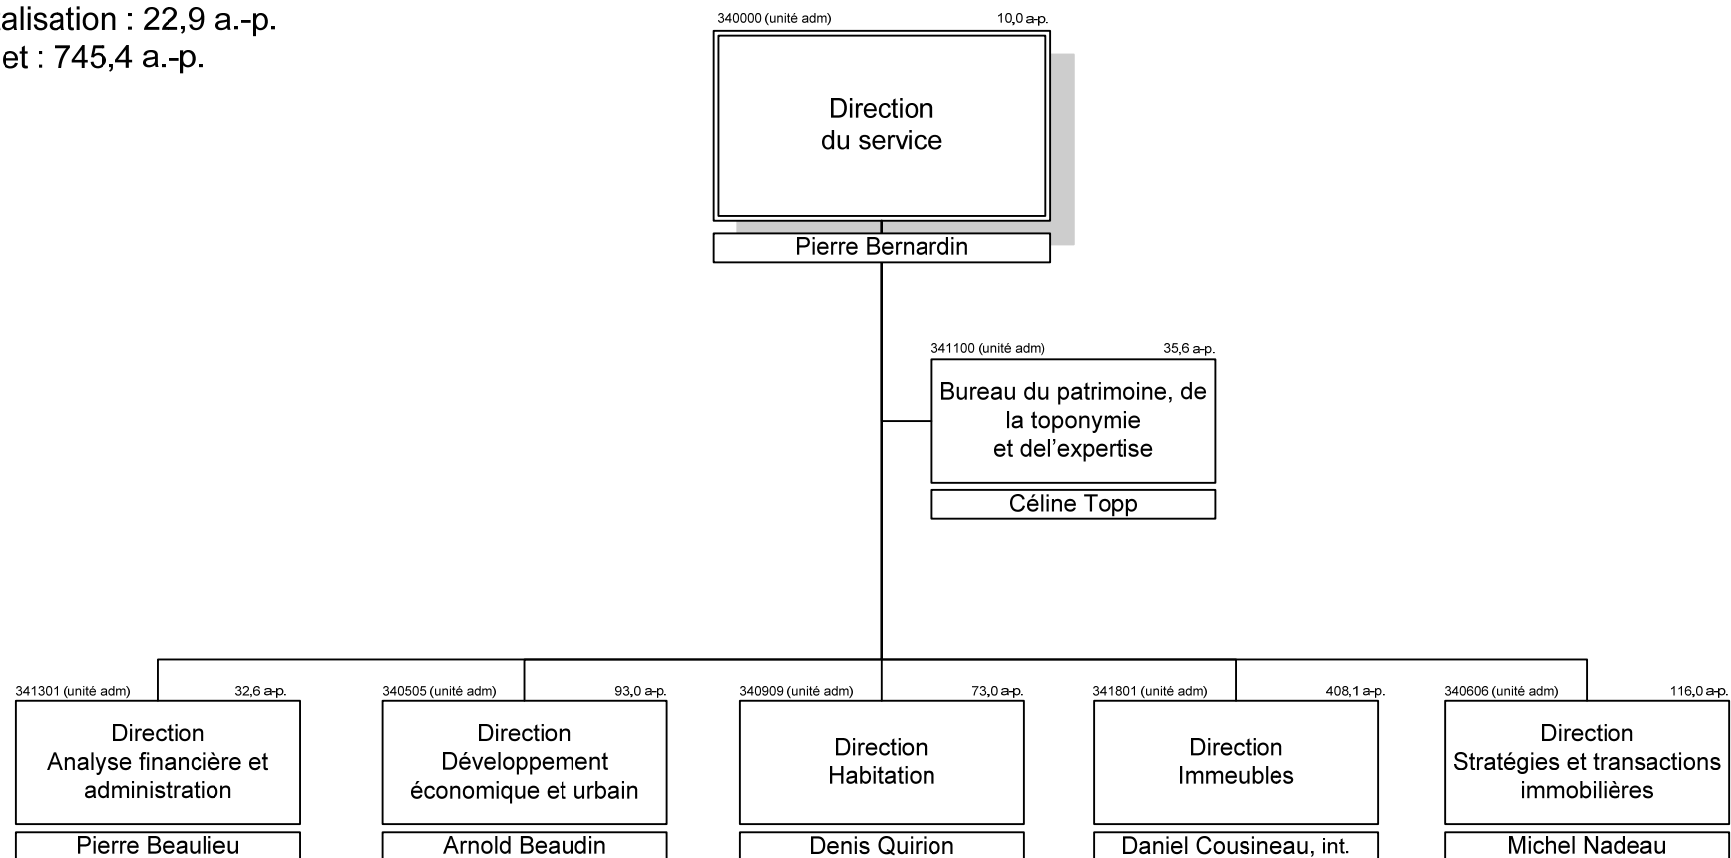 alisation : 22,9 a.-p.
et : 745,4 a.-p.
340000 (unité adm) 10,0 a-p.
Direction
du service
Pierre Bernardin
341100 (unité adm) 35,6 a-p.
Bureau du patrimoine, de
la toponymie
et del’expertise
Céline Topp
341301 (unité adm) 32,6 a-p.
Direction
Analyse financière et
administration
Pierre Beaulieu
340505 (unité adm) 93,0 a-p.
Direction
Développement
économique et urbain
Arnold Beaudin
340909 (unité adm) 73,0 a-p.
Direction
Habitation
Denis Quirion
341801 (unité adm) 408,1 a-p.
Direction
Immeubles
Daniel Cousineau, int.
340606 (unité adm) 116,0 a-p.
Direction
Stratégies et transactions
immobilières
Michel Nadeau